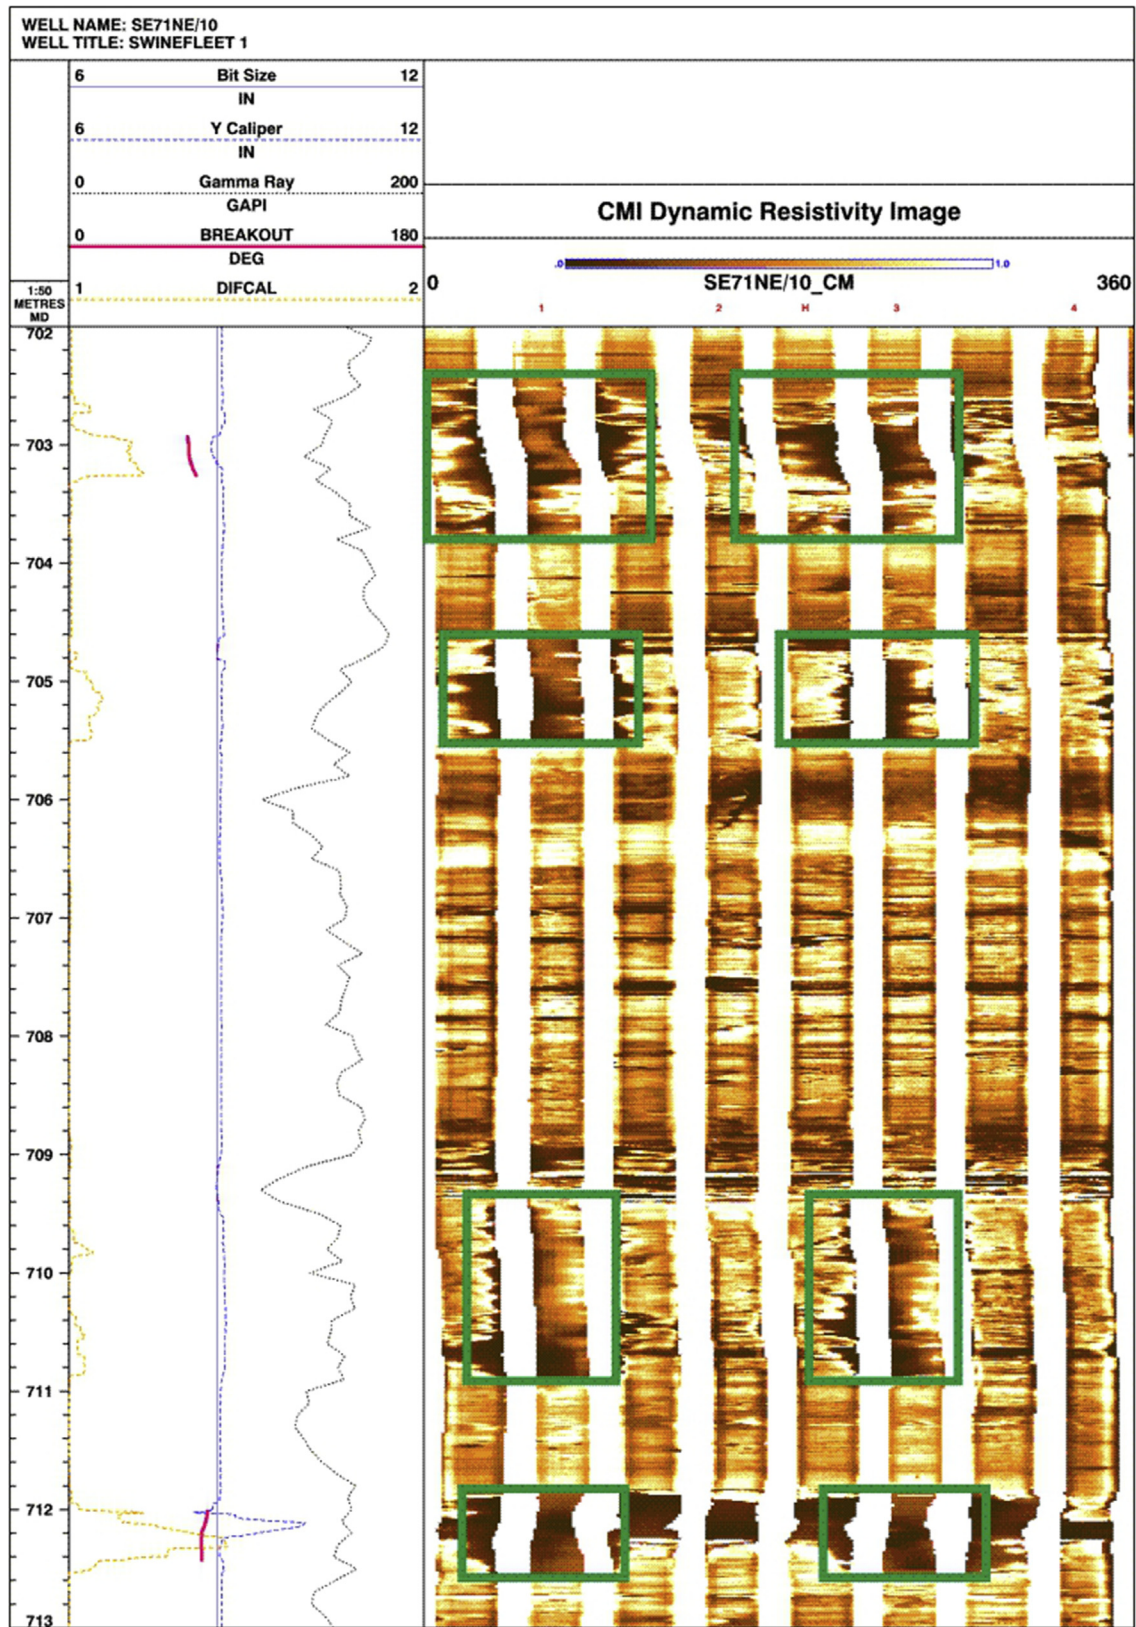 WELL NAME: SE71NE/10
WELL TITLE: SWINEFLEET 1
6 Bit Size 12
IN
6 Y Caliper 12
IN
0 Gamma Ray 200
GAPI
0 BREAKOUT 180
DEG
1 DIFCAL 2
1:50
METRES
MD
CMI Dynamic Resistivity Image
.0 1.0
0 SE71NE/10_CM 360
1 2 H 3 4
702
703
704
705
706
707
708
709
710
711
712
713